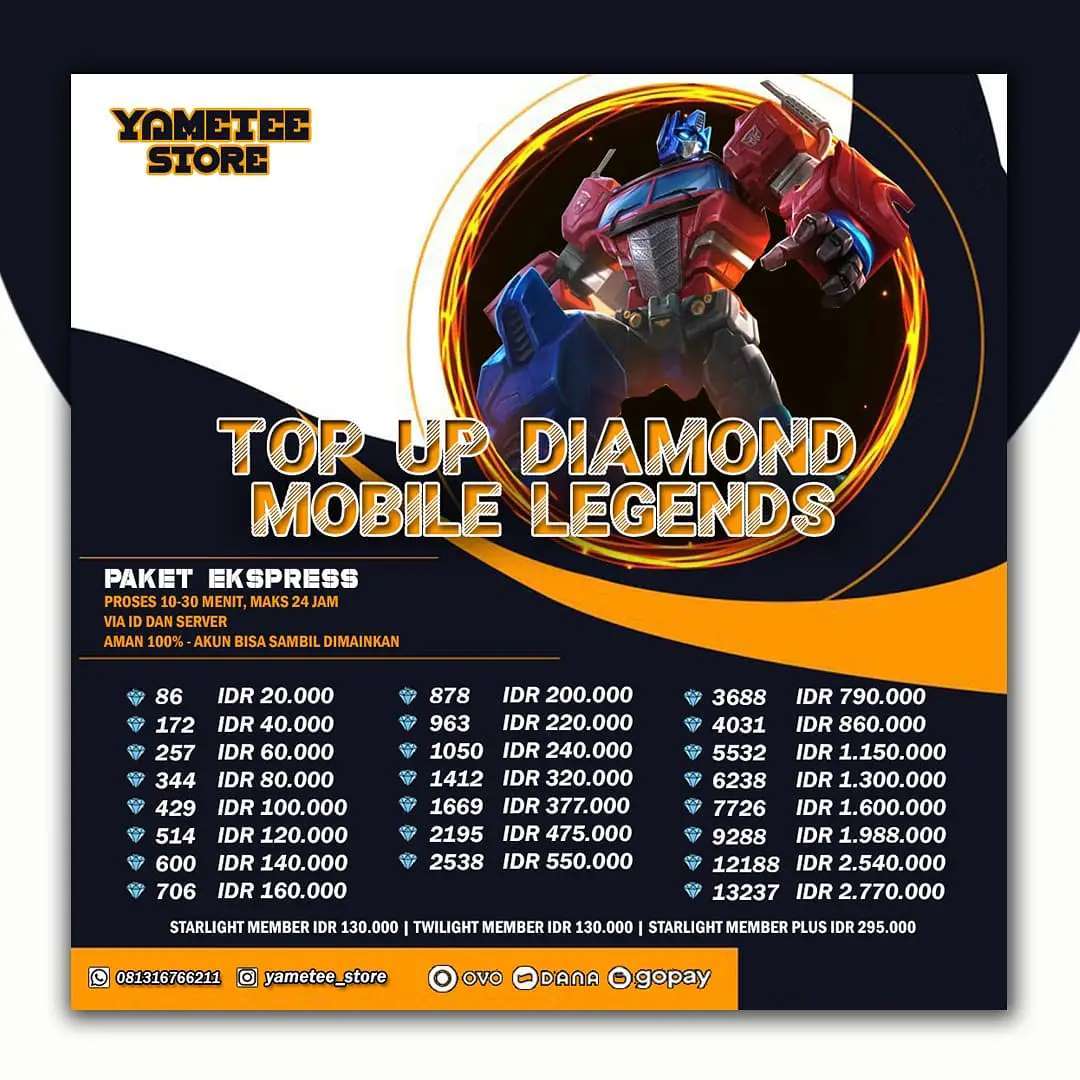 YAMETEE
STORE
TOP UP DIAMOND
MOBILE LEGENDS
PAKET EKSPRESS
PROSES 10-30 MENIT, MAKS 24 JAM
VIA ID DAN SERVER
AMAN 100% - AKUN BISA SAMBIL DIMAINKAN
86 IDR 20.000
172 IDR 40.000
257 IDR 60.000
344 IDR 80.000
429 IDR 100.000
514 IDR 120.000
600 IDR 140.000
706 IDR 160.000
878 IDR 200.000
963 IDR 220.000
1050 IDR 240.000
1412 IDR 320.000
1669 IDR 377.000
2195 IDR 475.000
2538 IDR 550.000
3688 IDR 790.000
4031 IDR 860.000
5532 IDR 1.150.000
6238 IDR 1.300.000
7726 IDR 1.600.000
9288 IDR 1.988.000
12188 IDR 2.540.000
13237 IDR 2.770.000
STARLIGHT MEMBER IDR 130.000 | TWILIGHT MEMBER IDR 130.000 | STARLIGHT MEMBER PLUS IDR 295.000
081316766211 yametee_store OVO DANA gopay